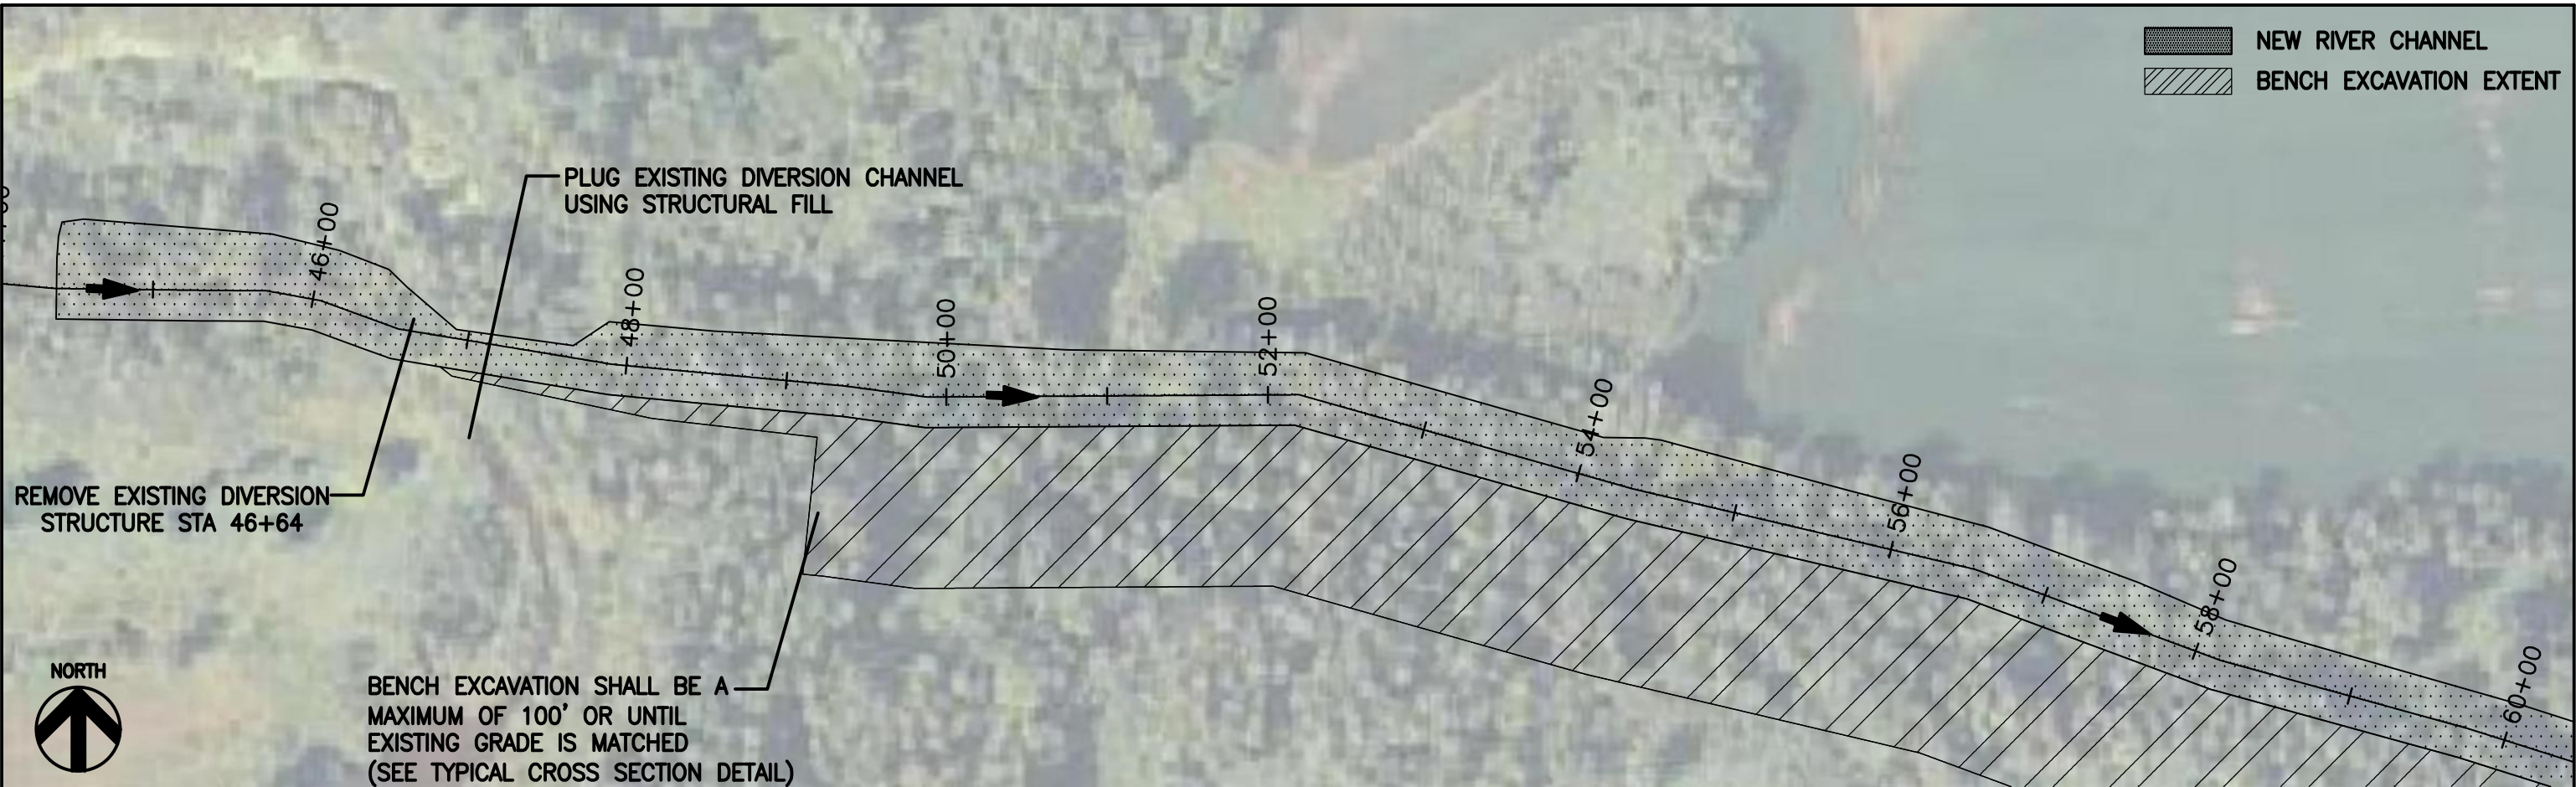 NEW RIVER CHANNEL
BENCH EXCAVATION EXTENT
PLUG EXISTING DIVERSION CHANNEL
USING STRUCTURAL FILL
46+00
48+00
50+00
52+00
54+00
56+00
58+00
60+00
REMOVE EXISTING DIVERSION
STRUCTURE STA 46+64
NORTH
BENCH EXCAVATION SHALL BE A
MAXIMUM OF 100' OR UNTIL
EXISTING GRADE IS MATCHED
(SEE TYPICAL CROSS SECTION DETAIL)